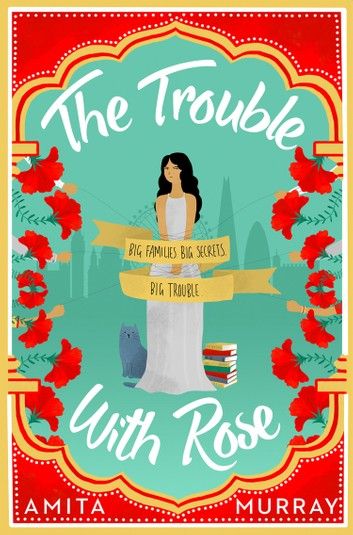 The Trouble
BIG FAMILIES. BIG SECRETS.
BIG TROUBLE.
With Rose
AMITA MURRAY